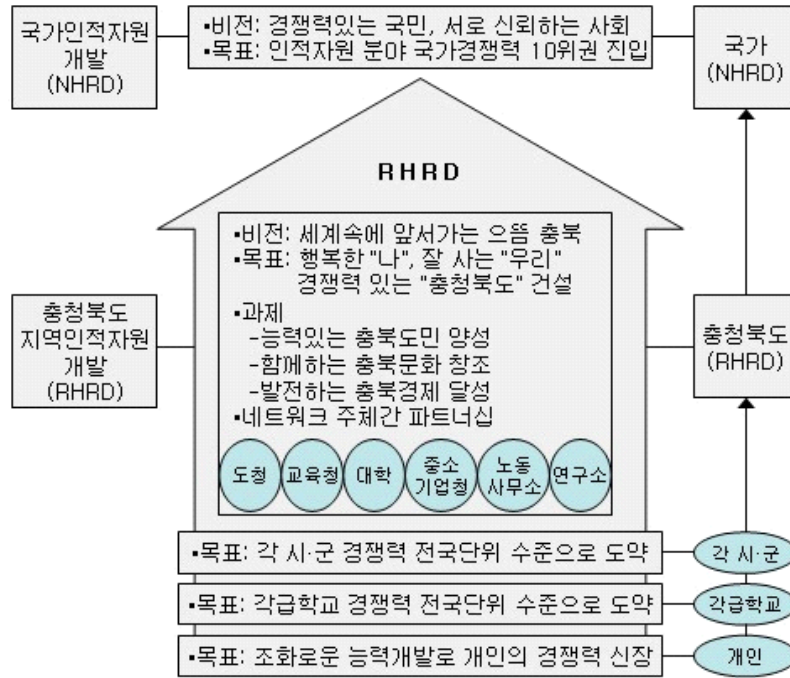 국가인적자원
개발
(NHRD)
▪비전: 경쟁력있는 국민, 서로 신뢰하는 사회
▪목표: 인적자원 분야 국가경쟁력 10위권 진입
국가
(NHRD)
RHRD
▪비전: 세계속에 앞서가는 으뜸 충북
▪목표: 행복한 "나", 잘 사는 "우리"
경쟁력 있는 "충청북도" 건설
▪과제
-능력있는 충북도민 양성
-함께하는 충북문화 창조
-발전하는 충북경제 달성
▪네트워크 주체간 파트너십
충청북도
지역인적자원
개발
(RHRD)
충청북도
(RHRD)
도청
교육청
대학
중소
기업청
노동
사무소
연구소
▪목표: 각 시·군 경쟁력 전국단위 수준으로 도약
각 시·군
▪목표: 각급학교 경쟁력 전국단위 수준으로 도약
각급학교
▪목표: 조화로운 능력개발로 개인의 경쟁력 신장
개인